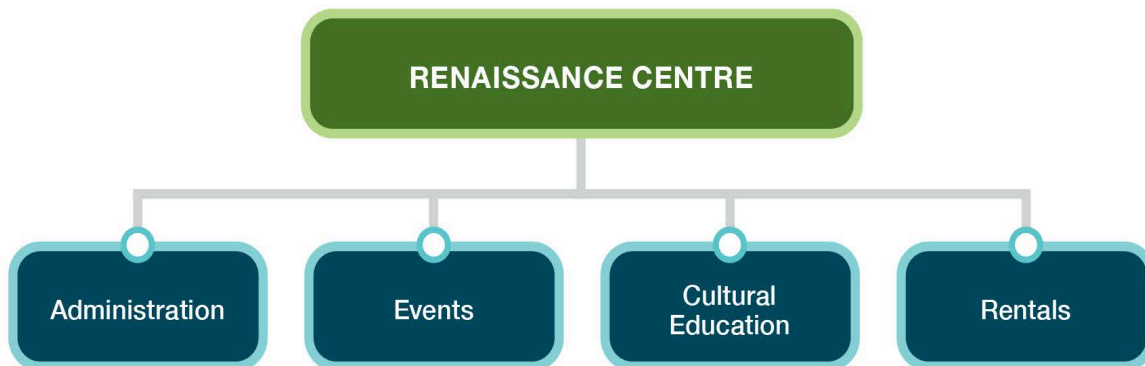 RENAISSANCE CENTRE
Administration
Events
Cultural
Education
Rentals